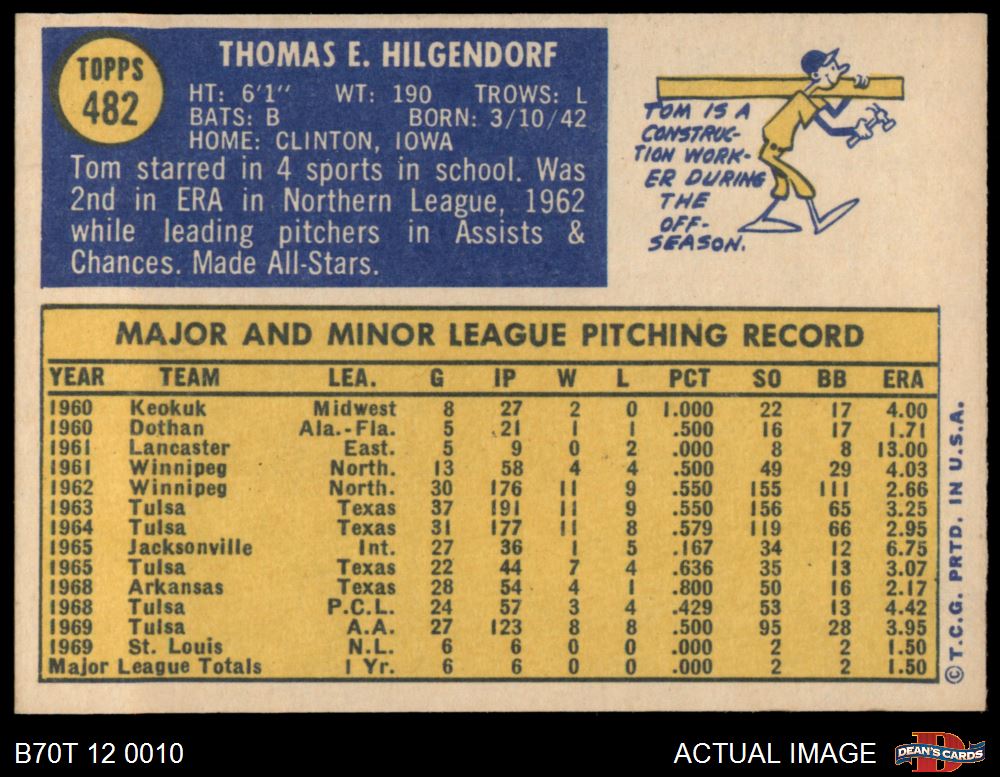 TOPPS
482
THOMAS E. HILGENDORF
HT: 6'1" WT: 190 TROWS: L
BATS: B BORN: 3/10/42
HOME: CLINTON, IOWA
Tom starred in 4 sports in school. Was
2nd in ERA in Northern League, 1962
while leading pitchers in Assists &
Chances. Made All-Stars.
TOM IS A
CONSTRUC-
TION WORK-
ER DURING
THE
OFF-
SEASON.
MAJOR AND MINOR LEAGUE PITCHING RECORD
YEAR TEAM LEA. G IP W L PCT SO BB ERA
1960 Keokuk Midwest 8 27 2 0 1.000 22 17 4.00
1960 Dothan Ala.-Fla. 5 21 1 1 .500 16 17 1.71
1961 Lancaster East. 5 9 0 2 .000 8 8 13.00
1961 Winnipeg North. 13 58 4 4 .500 49 29 4.03
1962 Winnipeg North. 30 176 11 9 .550 155 111 2.66
1963 Tulsa Texas 37 191 11 9 .550 156 65 3.25
1964 Tulsa Texas 31 177 11 8 .579 119 66 2.95
1965 Jacksonville Int. 27 36 1 5 .167 34 12 6.75
1965 Tulsa Texas 22 44 7 4 .636 35 13 3.07
1968 Arkansas Texas 28 54 4 1 .800 50 16 2.17
1968 Tulsa P.C.L. 24 57 3 4 .429 53 13 4.42
1969 Tulsa A.A. 27 123 8 8 .500 95 28 3.95
1969 St. Louis N.L. 6 6 0 0 .000 2 2 1.50
Major League Totals 1 Yr. 6 6 0 0 .000 2 2 1.50
© T.C.G. PRTD. IN U.S.A.
B70T 12 0010
ACTUAL IMAGE
D
DEAN'S CARDS